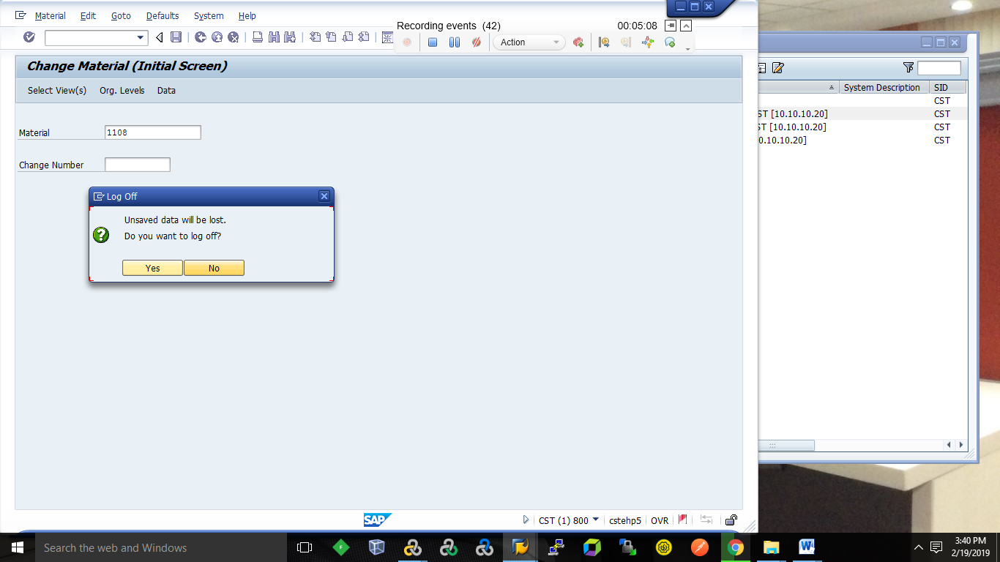 Material Edit Goto Defaults System Help
Recording events (42) 00:05:08
Action
Change Material (Initial Screen)
Select View(s) Org. Levels Data
Material 1108
Change Number
Log Off
Unsaved data will be lost.
Do you want to log off?
Yes No
System Description SID
CST
ST [10.10.10.20] CST
ST [10.10.10.20] CST
0.10.10.20] CST
SAP
CST (1) 800 cstehp5 OVR
Search the web and Windows
3:40 PM
2/19/2019